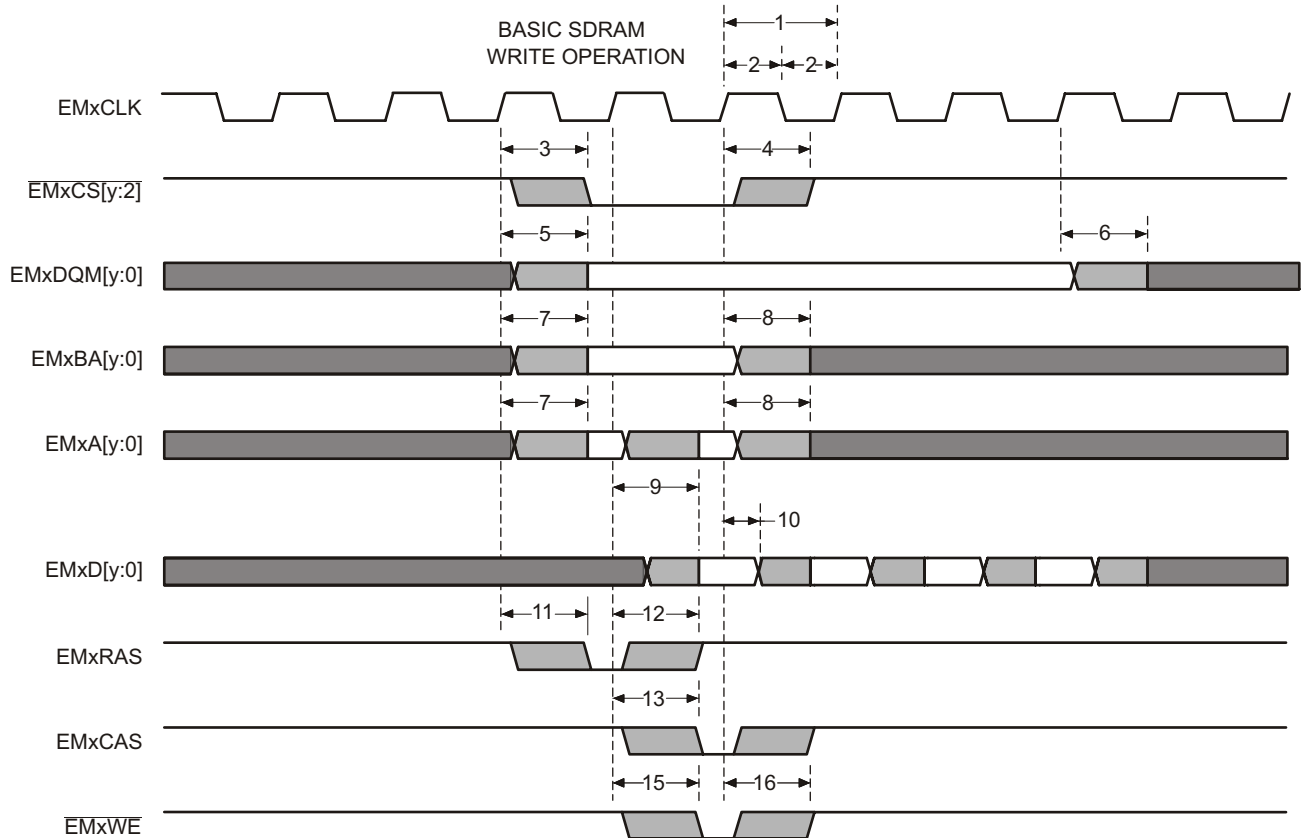 BASIC SDRAM
WRITE OPERATION
1
2 2
EMxCLK
3 4
EMxCS[y:2]
5 6
EMxDQM[y:0]
7 8
EMxBA[y:0]
7 8
EMxA[y:0]
9 10
EMxD[y:0]
11 12
EMxRAS
13
EMxCAS
15 16
EMxWE